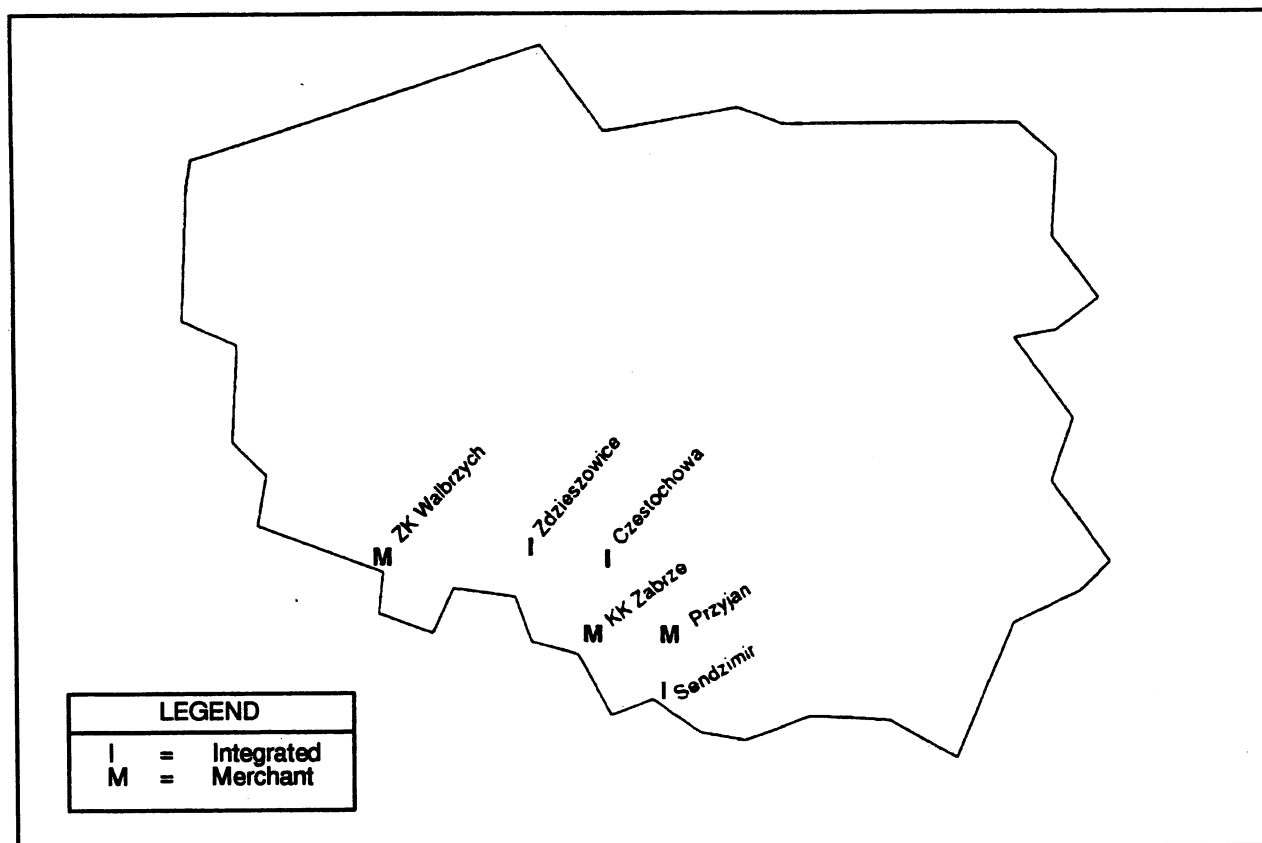 ZK Walbrzych
M
Zdzieszowice
I
Czestochowa
I
KK Zabrze
M
Przyjan
M
Sendzimir
I
LEGEND
I = Integrated
M = Merchant